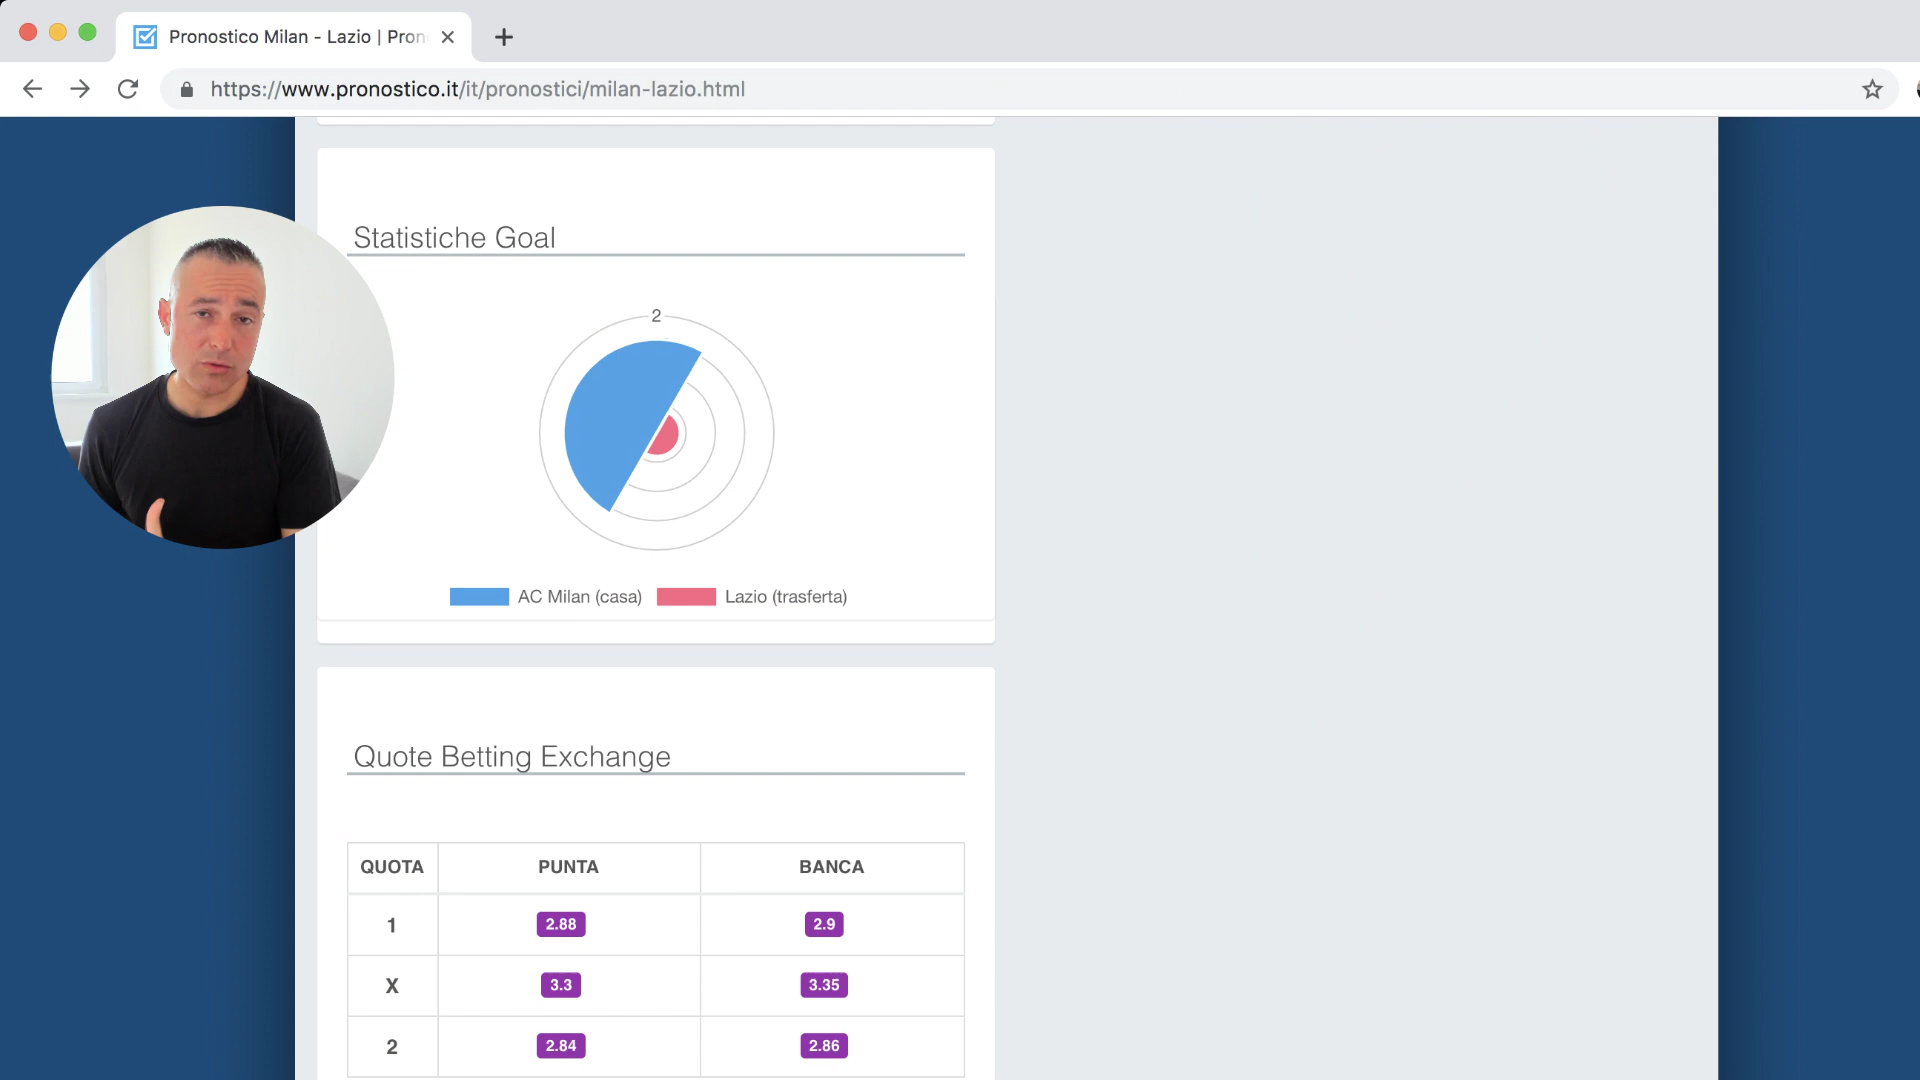 Pronostico Milan - Lazio | Pron
https://www.pronostico.it/it/pronostici/milan-lazio.html
Statistiche Goal
2
AC Milan (casa) Lazio (trasferta)
Quote Betting Exchange
QUOTA PUNTA BANCA
1 2.88 2.9
X 3.3 3.35
2 2.84 2.86